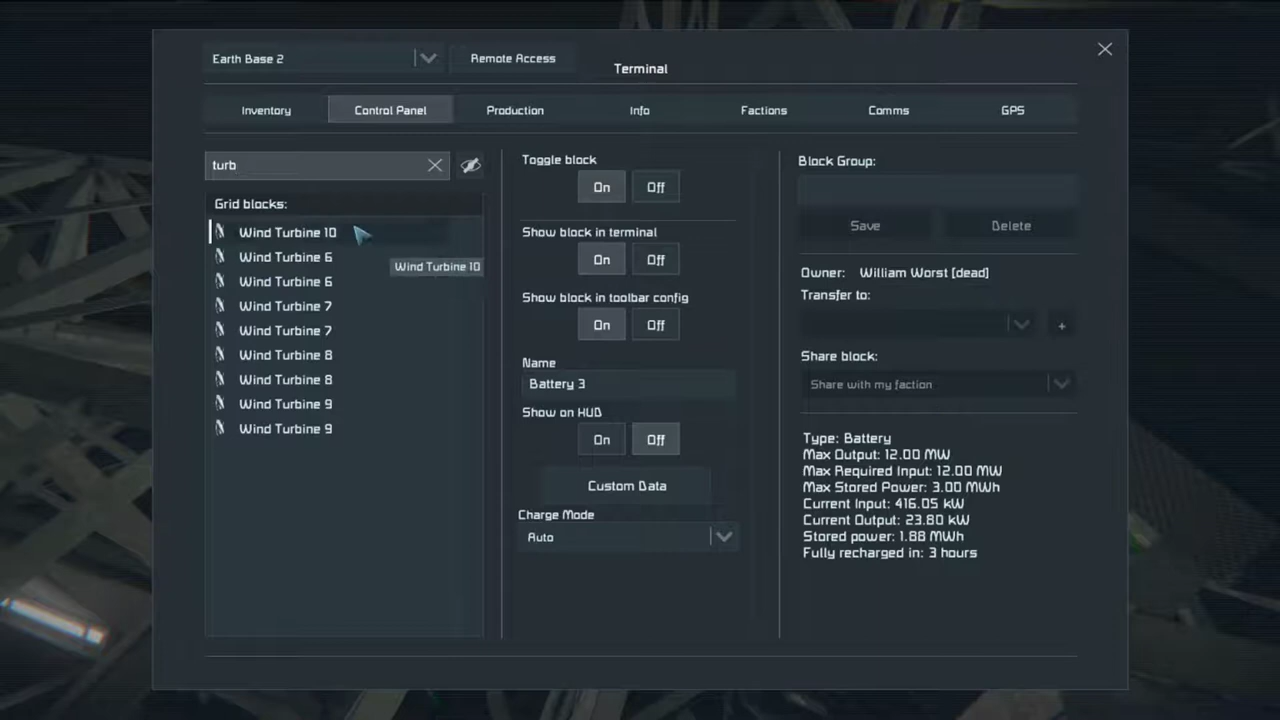 Earth Base 2
Remote Access
Terminal
Inventory
Control Panel
Production
Info
Factions
Comms
GPS
turb
Grid blocks:
Wind Turbine 10
Wind Turbine 6
Wind Turbine 6
Wind Turbine 7
Wind Turbine 7
Wind Turbine 8
Wind Turbine 8
Wind Turbine 9
Wind Turbine 9
Wind Turbine 10
Toggle block
On
Off
Show block in terminal
On
Off
Show block in toolbar config
On
Off
Name
Battery 3
Show on HUD
On
Off
Custom Data
Charge Mode
Auto
Block Group:
Save
Delete
Owner: William Worst [dead]
Transfer to:
+
Share block:
Share with my faction
Type: Battery
Max Output: 12.00 MW
Max Required Input: 12.00 MW
Max Stored Power: 3.00 MWh
Current Input: 416.05 kW
Current Output: 23.80 kW
Stored power: 1.88 MWh
Fully recharged in: 3 hours